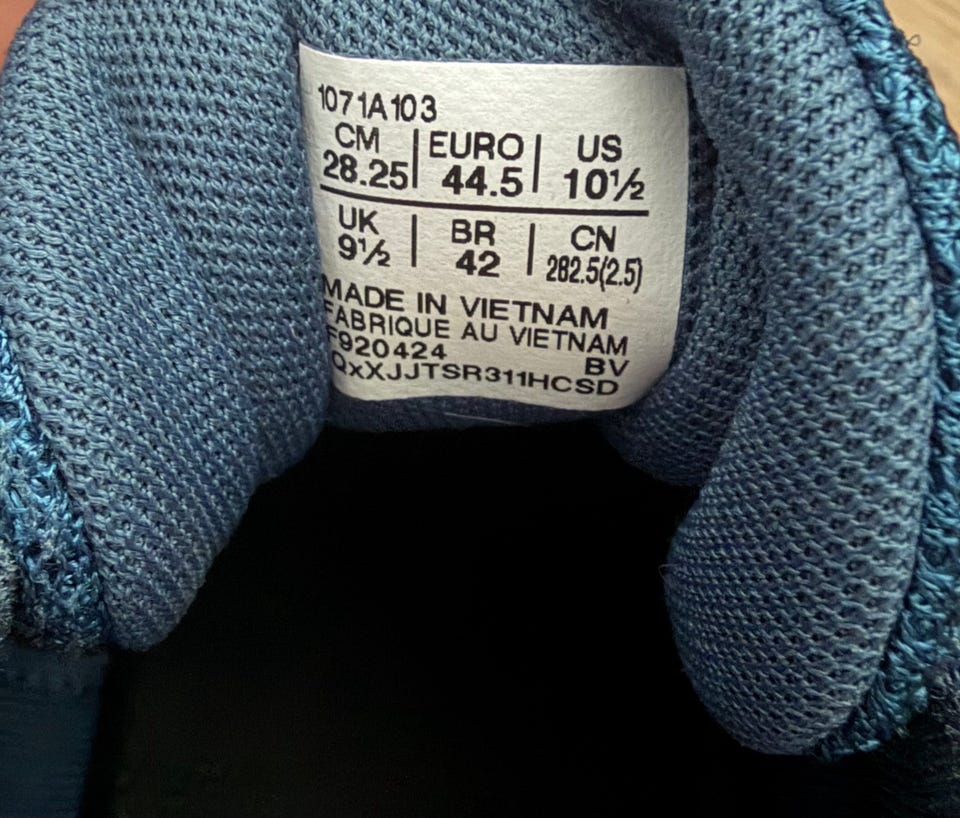 1071A103
CM | EURO | US
28.25 | 44.5 | 10½
UK | BR | CN
9½ | 42 | 282.5(2.5)
MADE IN VIETNAM
FABRIQUE AU VIETNAM
F920424 BV
QxXJJTSR311HCSD